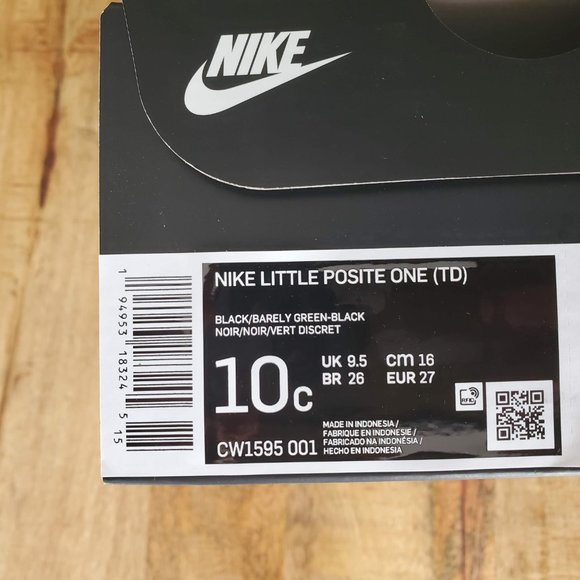 NIKE
NIKE LITTLE POSITE ONE (TD)
BLACK/BARELY GREEN-BLACK
NOIR/NOIR/VERT DISCRET
10C
UK 9.5 cm 16
BR 26 EUR 27
RFID
CW1595 001
MADE IN INDONESIA/
FABRIQUE EN INDONESIE/
FABRICADO NA INDONÉSIA/
HECHO EN INDONESIA
1 94953 18324 515